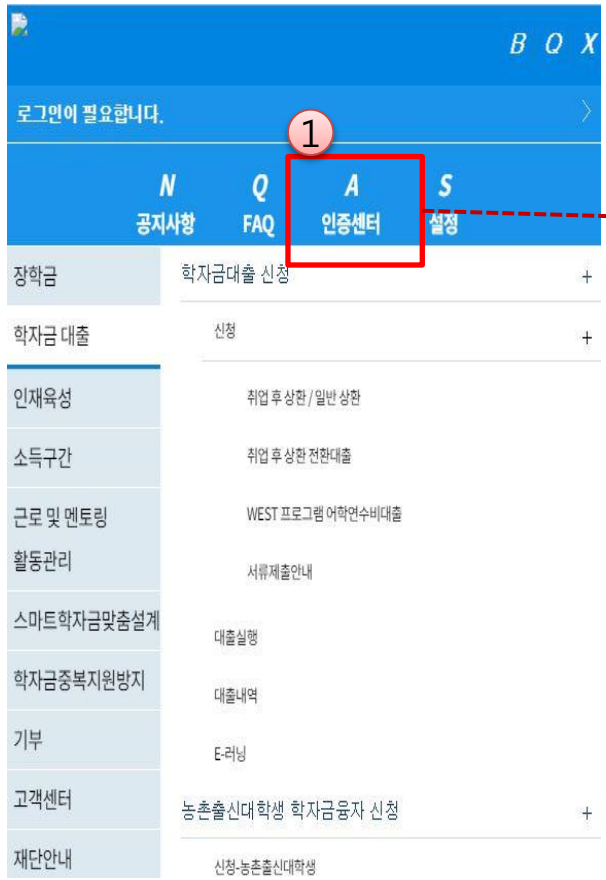 B Q X
로그인이 필요합니다.
1
N Q A S
공지사항 FAQ 인증센터 설정
장학금
학자금 대출
인재육성
소득구간
근로 및 멘토링
활동관리
스마트학자금맞춤설계
학자금중복지원방지
기부
고객센터
재단안내
학자금대출 신청 +
신청 +
취업 후 상환 / 일반 상환
취업 후 상환 전환대출
WEST 프로그램 어학연수비대출
서류제출안내
대출실행
대출내역
E-러닝
농촌출신대학생 학자금융자 신청 +
신청-농촌출신대학생